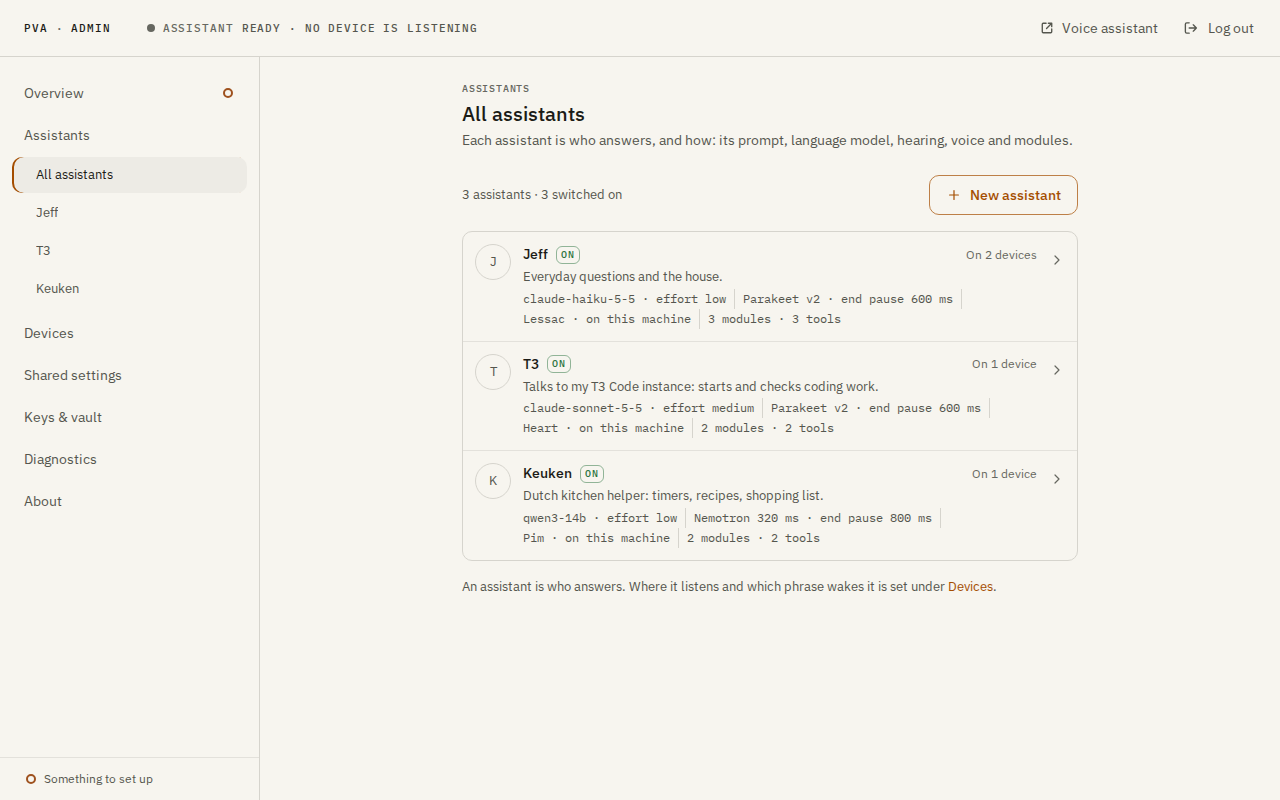 PVA · ADMIN
ASSISTANT READY · NO DEVICE IS LISTENING
Voice assistant
Log out
Overview
Assistants
All assistants
Jeff
T3
Keuken
Devices
Shared settings
Keys & vault
Diagnostics
About
Something to set up
ASSISTANTS
All assistants
Each assistant is who answers, and how: its prompt, language model, hearing, voice and modules.
3 assistants · 3 switched on
New assistant
J
Jeff ON
On 2 devices
Everyday questions and the house.
claude-haiku-5-5 · effort low
Parakeet v2 · end pause 600 ms
Lessac · on this machine
3 modules · 3 tools
T
T3 ON
On 1 device
Talks to my T3 Code instance: starts and checks coding work.
claude-sonnet-5-5 · effort medium
Parakeet v2 · end pause 600 ms
Heart · on this machine
2 modules · 2 tools
K
Keuken ON
On 1 device
Dutch kitchen helper: timers, recipes, shopping list.
qwen3-14b · effort low
Nemotron 320 ms · end pause 800 ms
Pim · on this machine
2 modules · 2 tools
An assistant is who answers. Where it listens and which phrase wakes it is set under Devices.